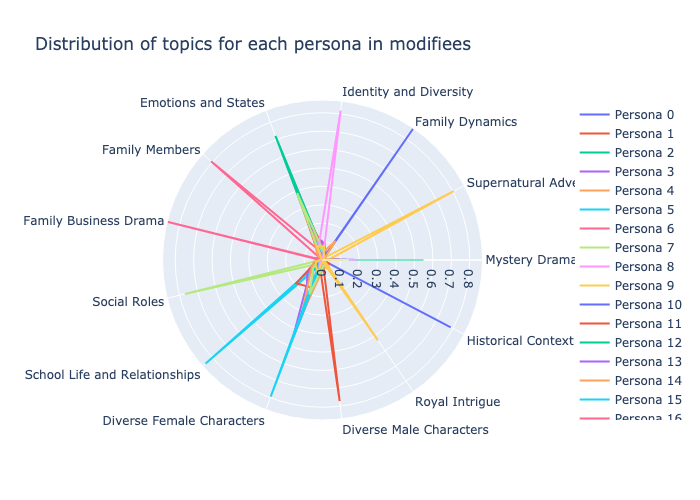 Distribution of topics for each persona in modifiees
Identity and Diversity
Emotions and States
Family Dynamics
Family Members
Supernatural Adve
Family Business Drama
Mystery Drama
Social Roles
Historical Context
School Life and Relationships
Royal Intrigue
Diverse Female Characters
Diverse Male Characters
0
0.1
0.2
0.3
0.4
0.5
0.6
0.7
0.8
Persona 0
Persona 1
Persona 2
Persona 3
Persona 4
Persona 5
Persona 6
Persona 7
Persona 8
Persona 9
Persona 10
Persona 11
Persona 12
Persona 13
Persona 14
Persona 15
Persona 16